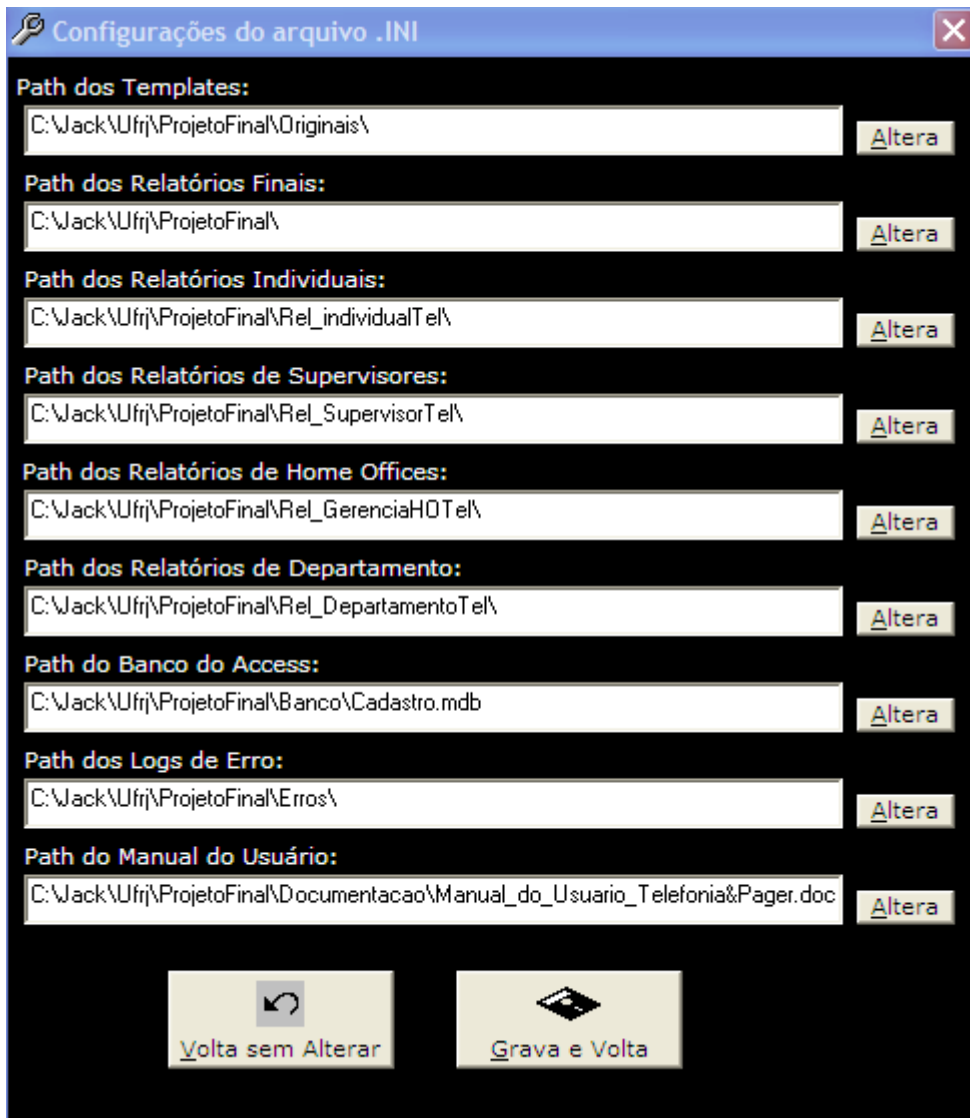 Configurações do arquivo .INI
Path dos Templates:
C:\Jack\Ufrj\ProjetoFinal\Originais\
Altera
Path dos Relatórios Finais:
C:\Jack\Ufrj\ProjetoFinal\
Altera
Path dos Relatórios Individuais:
C:\Jack\Ufrj\ProjetoFinal\Rel_individualTel\
Altera
Path dos Relatórios de Supervisores:
C:\Jack\Ufrj\ProjetoFinal\Rel_SupervisorTel\
Altera
Path dos Relatórios de Home Offices:
C:\Jack\Ufrj\ProjetoFinal\Rel_GerenciaHOTel\
Altera
Path dos Relatórios de Departamento:
C:\Jack\Ufrj\ProjetoFinal\Rel_DepartamentoTel\
Altera
Path do Banco do Access:
C:\Jack\Ufrj\ProjetoFinal\Banco\Cadastro.mdb
Altera
Path dos Logs de Erro:
C:\Jack\Ufrj\ProjetoFinal\Erros\
Altera
Path do Manual do Usuário:
C:\Jack\Ufrj\ProjetoFinal\Documentacao\Manual_do_Usuario_Telefonia&Pager.doc
Altera
Volta sem Alterar
Grava e Volta